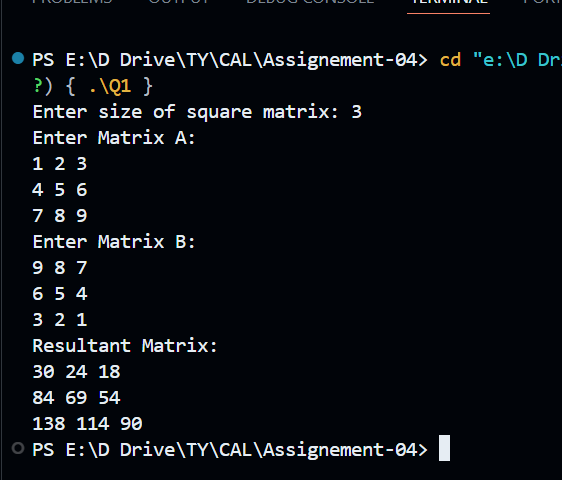 PROBLEMS OUTPUT DEBUG CONSOLE TERMINAL
PS E:\D Drive\TY\CAL\Assignement-04> cd "e:\D Dr
?) { .\Q1 }
Enter size of square matrix: 3
Enter Matrix A:
1 2 3
4 5 6
7 8 9
Enter Matrix B:
9 8 7
6 5 4
3 2 1
Resultant Matrix:
30 24 18
84 69 54
138 114 90
PS E:\D Drive\TY\CAL\Assignement-04>